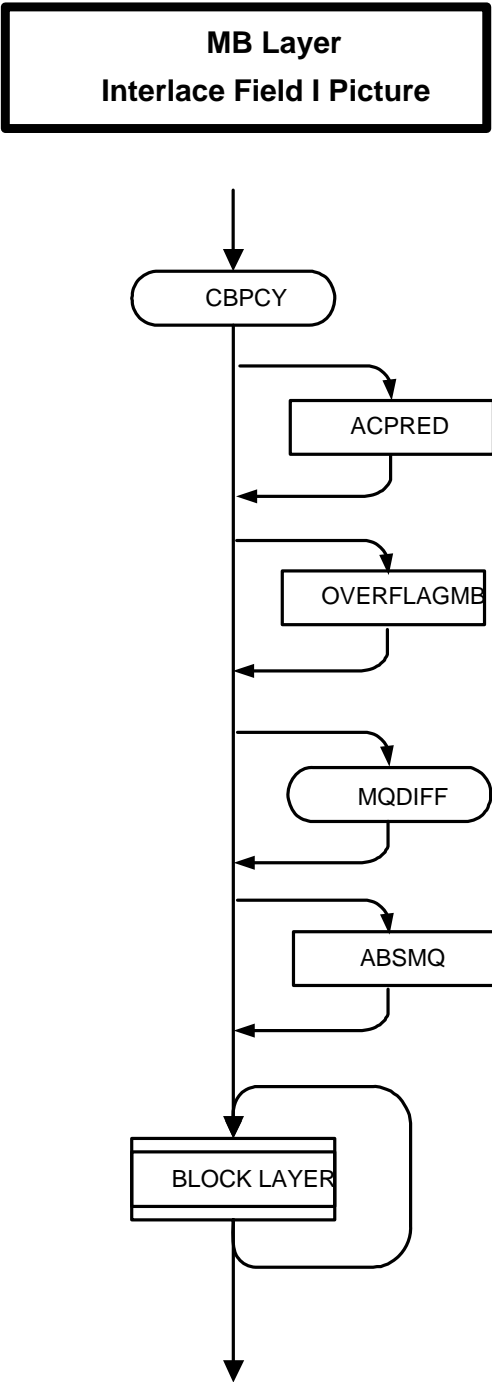 MB Layer
Interlace Field I Picture
CBPCY
ACPRED
OVERFLAGMB
MQDIFF
ABSMQ
BLOCK LAYER